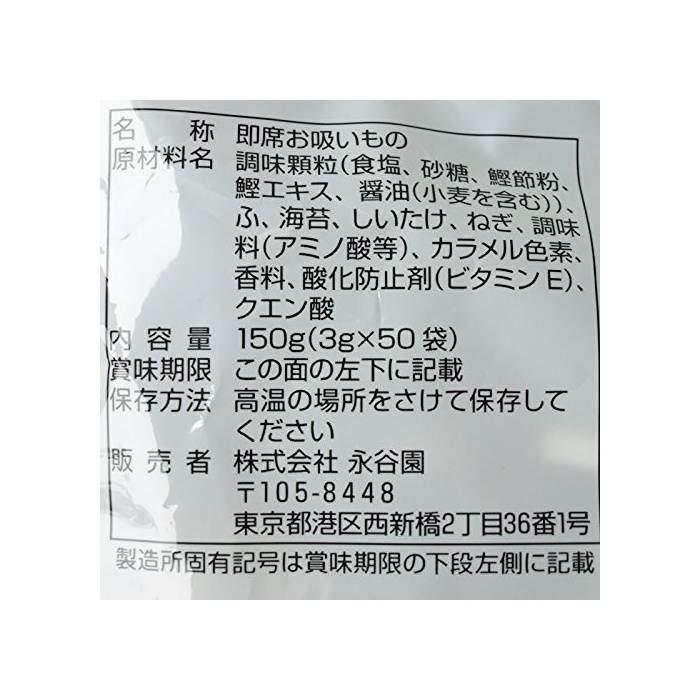 名称 即席お吸いもの
原材料名 調味顆粒(食塩、砂糖、鰹節粉、
鰹エキス、醤油(小麦を含む))、
ふ、海苔、しいたけ、ねぎ、調味
料(アミノ酸等)、カラメル色素、
香料、酸化防止剤(ビタミンE)、
クエン酸
内容量 150g(3g×50袋)
賞味期限 この面の左下に記載
保存方法 高温の場所をさけて保存して
ください
販売者 株式会社 永谷園
〒105-8448
東京都港区西新橋2丁目36番1号
製造所固有記号は賞味期限の下段左側に記載